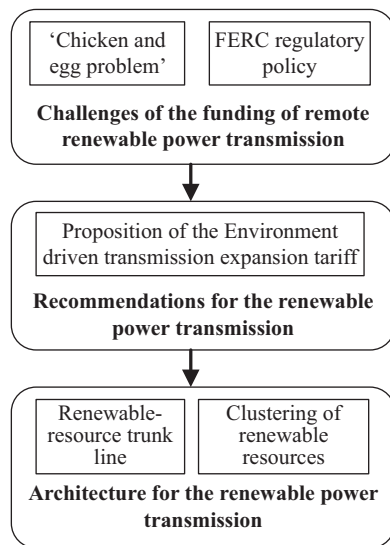 ‘Chicken and
egg problem’
FERC regulatory
policy
Challenges of the funding of remote
renewable power transmission
Proposition of the Environment
driven transmission expansion tariff
Recommendations for the renewable
power transmission
Renewable-
resource trunk
line
Clustering of
renewable
resources
Architecture for the renewable power
transmission